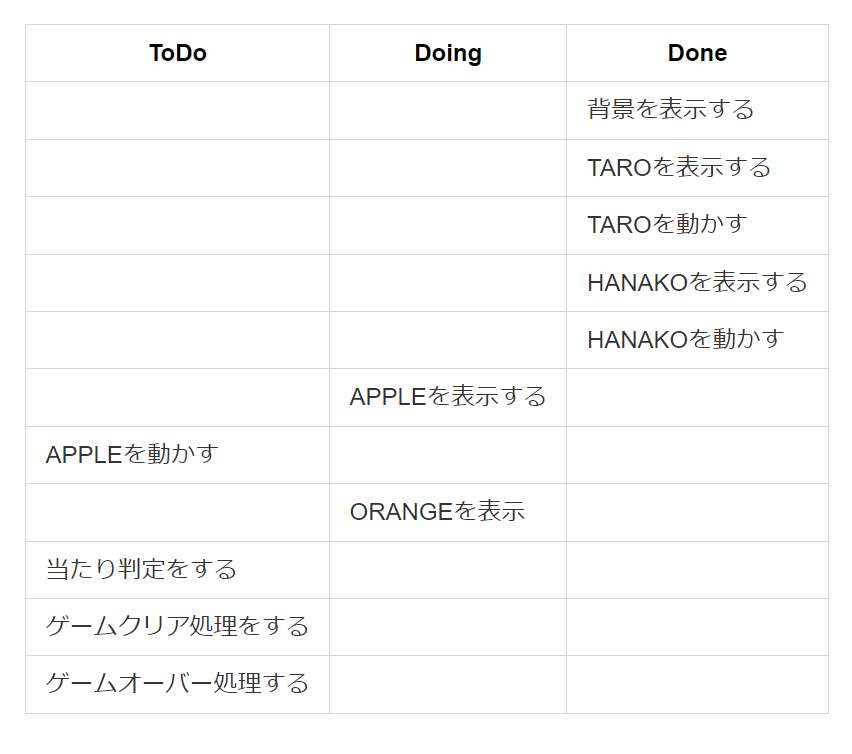 ToDo Doing Done
背景を表示する
TAROを表示する
TAROを動かす
HANAKOを表示する
HANAKOを動かす
APPLEを表示する
APPLEを動かす
ORANGEを表示
当たり判定をする
ゲームクリア処理をする
ゲームオーバー処理する